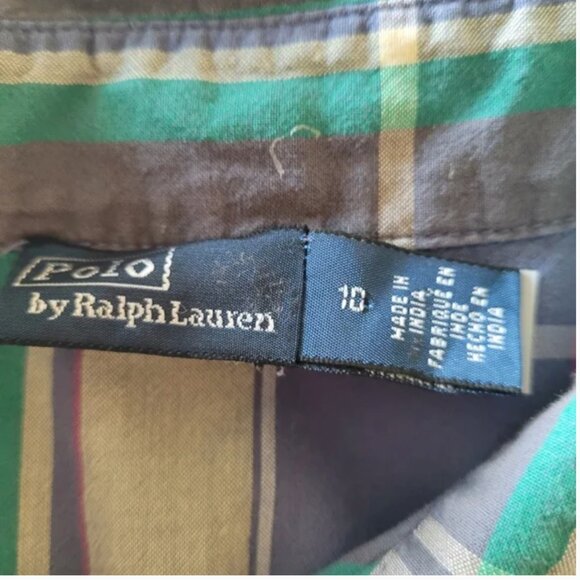 Polo
by Ralph Lauren
10
MADE IN
INDIA
FABRIQUE EN
INDE
HECHO EN
INDIA